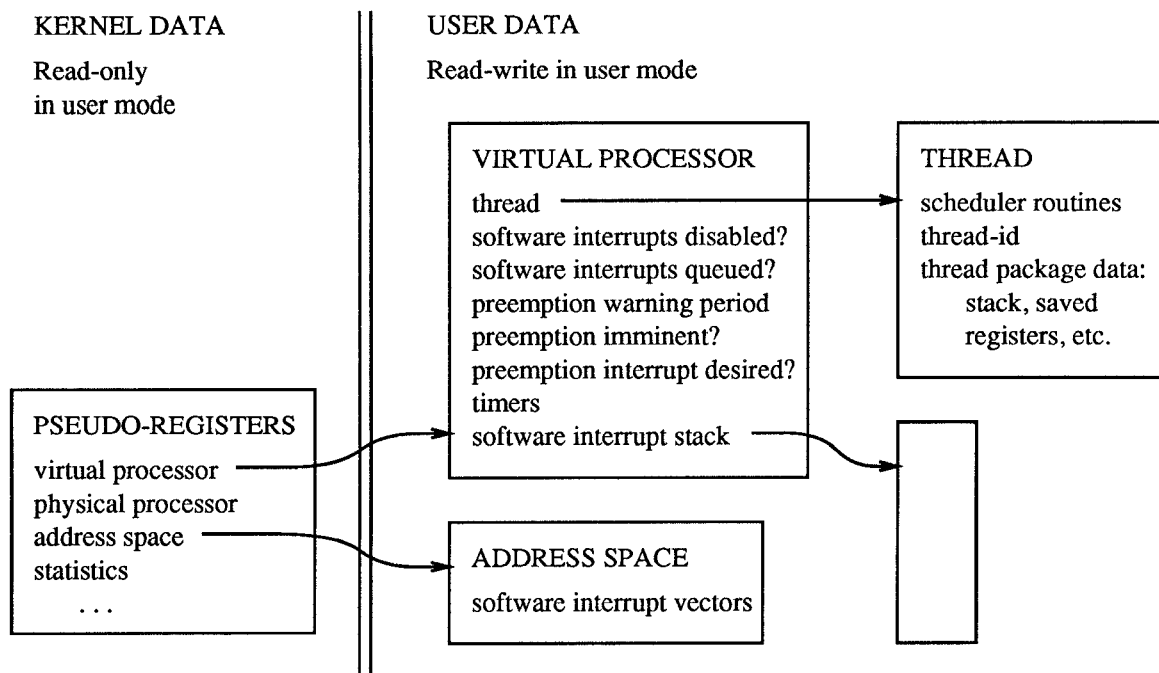 KERNEL DATA
Read-only
in user mode
USER DATA
Read-write in user mode
VIRTUAL PROCESSOR
thread
software interrupts disabled?
software interrupts queued?
preemption warning period
preemption imminent?
preemption interrupt desired?
timers
software interrupt stack
THREAD
scheduler routines
thread-id
thread package data:
stack, saved
registers, etc.
PSEUDO-REGISTERS
virtual processor
physical processor
address space
statistics
. . .
ADDRESS SPACE
software interrupt vectors